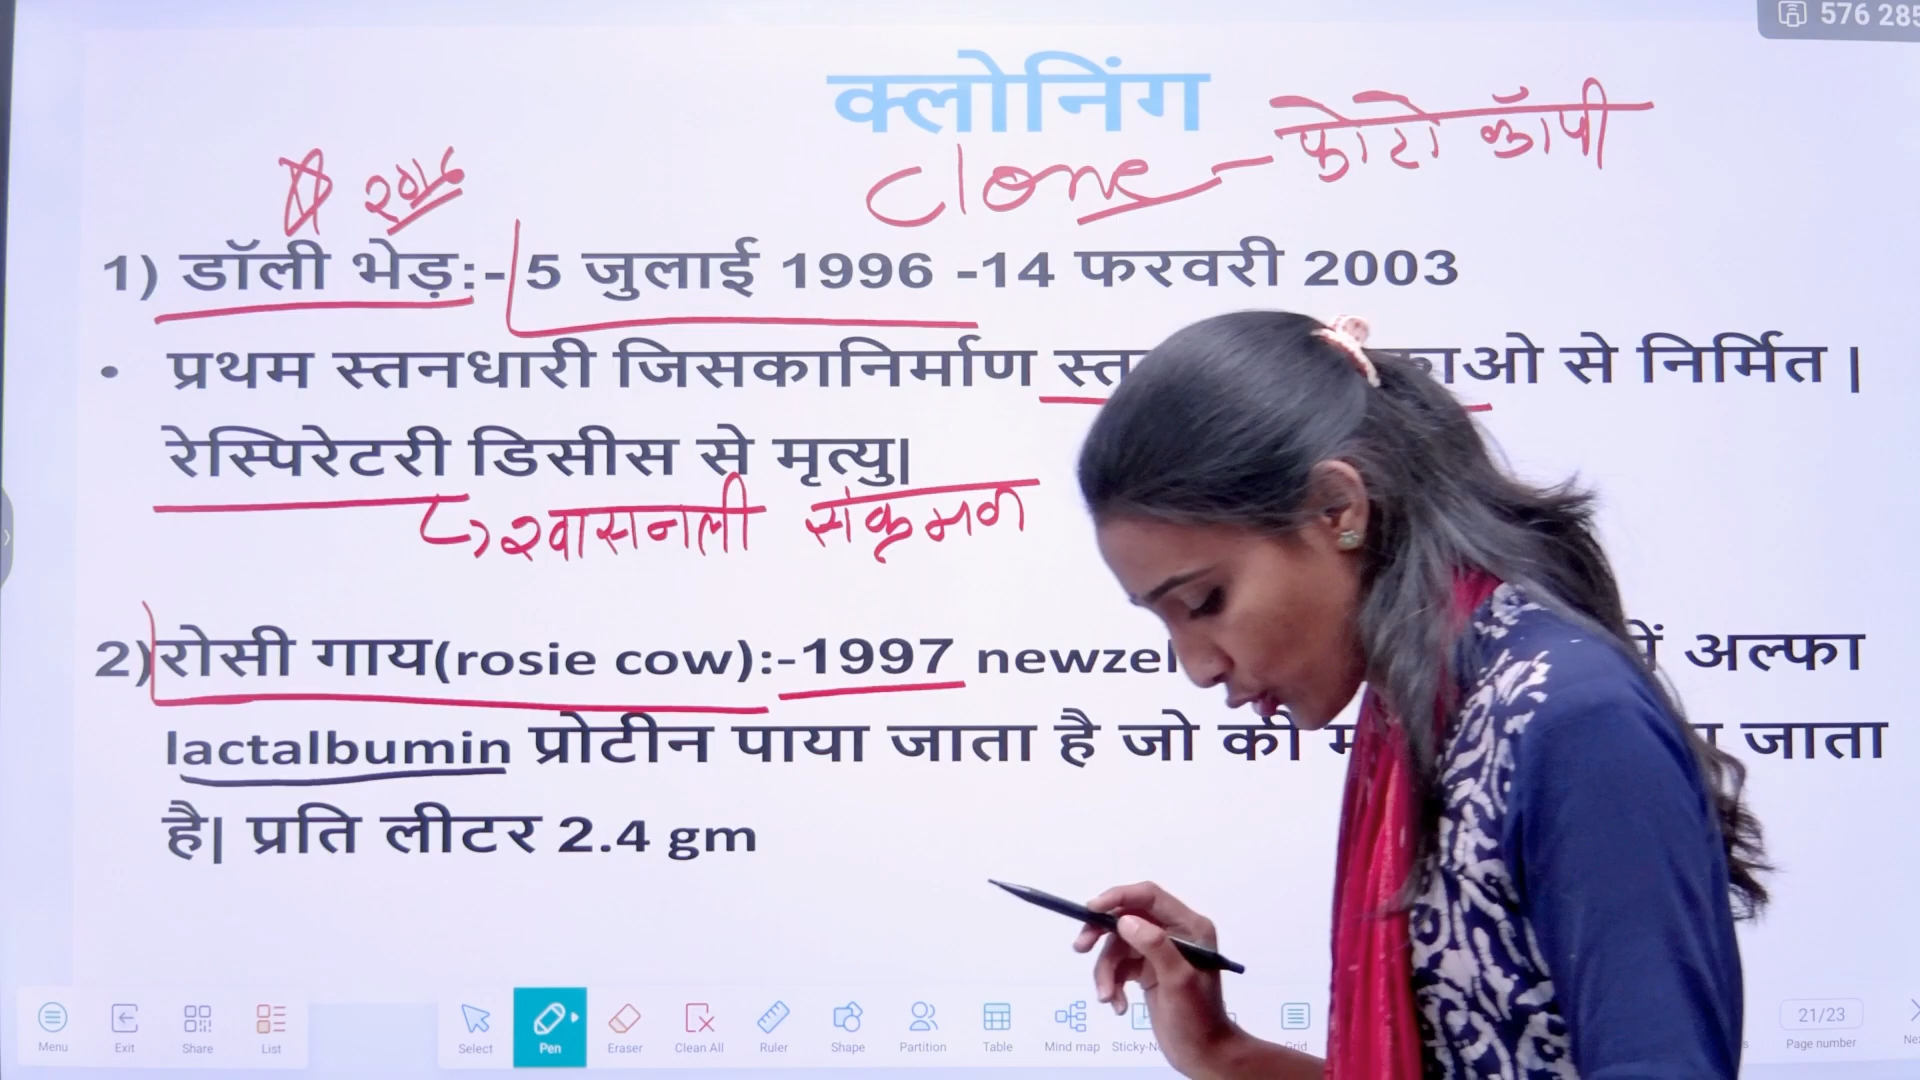 576 285
क्लोनिंग
Clone - फोटो कॉपी
2016
1) डॉली भेड़:- 5 जुलाई 1996 -14 फरवरी 2003
• प्रथम स्तनधारी जिसकानिर्माण से निर्मित |
रेस्पिरेटरी डिसीस से मृत्यु|
श्वासनली संक्रमण
2) रोसी गाय(rosie cow):-1997 अल्फा
lactalbumin प्रोटीन पाया जाता है जो की जाता
है| प्रति लीटर 2.4 gm
Menu Exit Share List Select Pen Eraser Clean All Ruler Shape Partition Table Mind map Grid
21/23
Page number